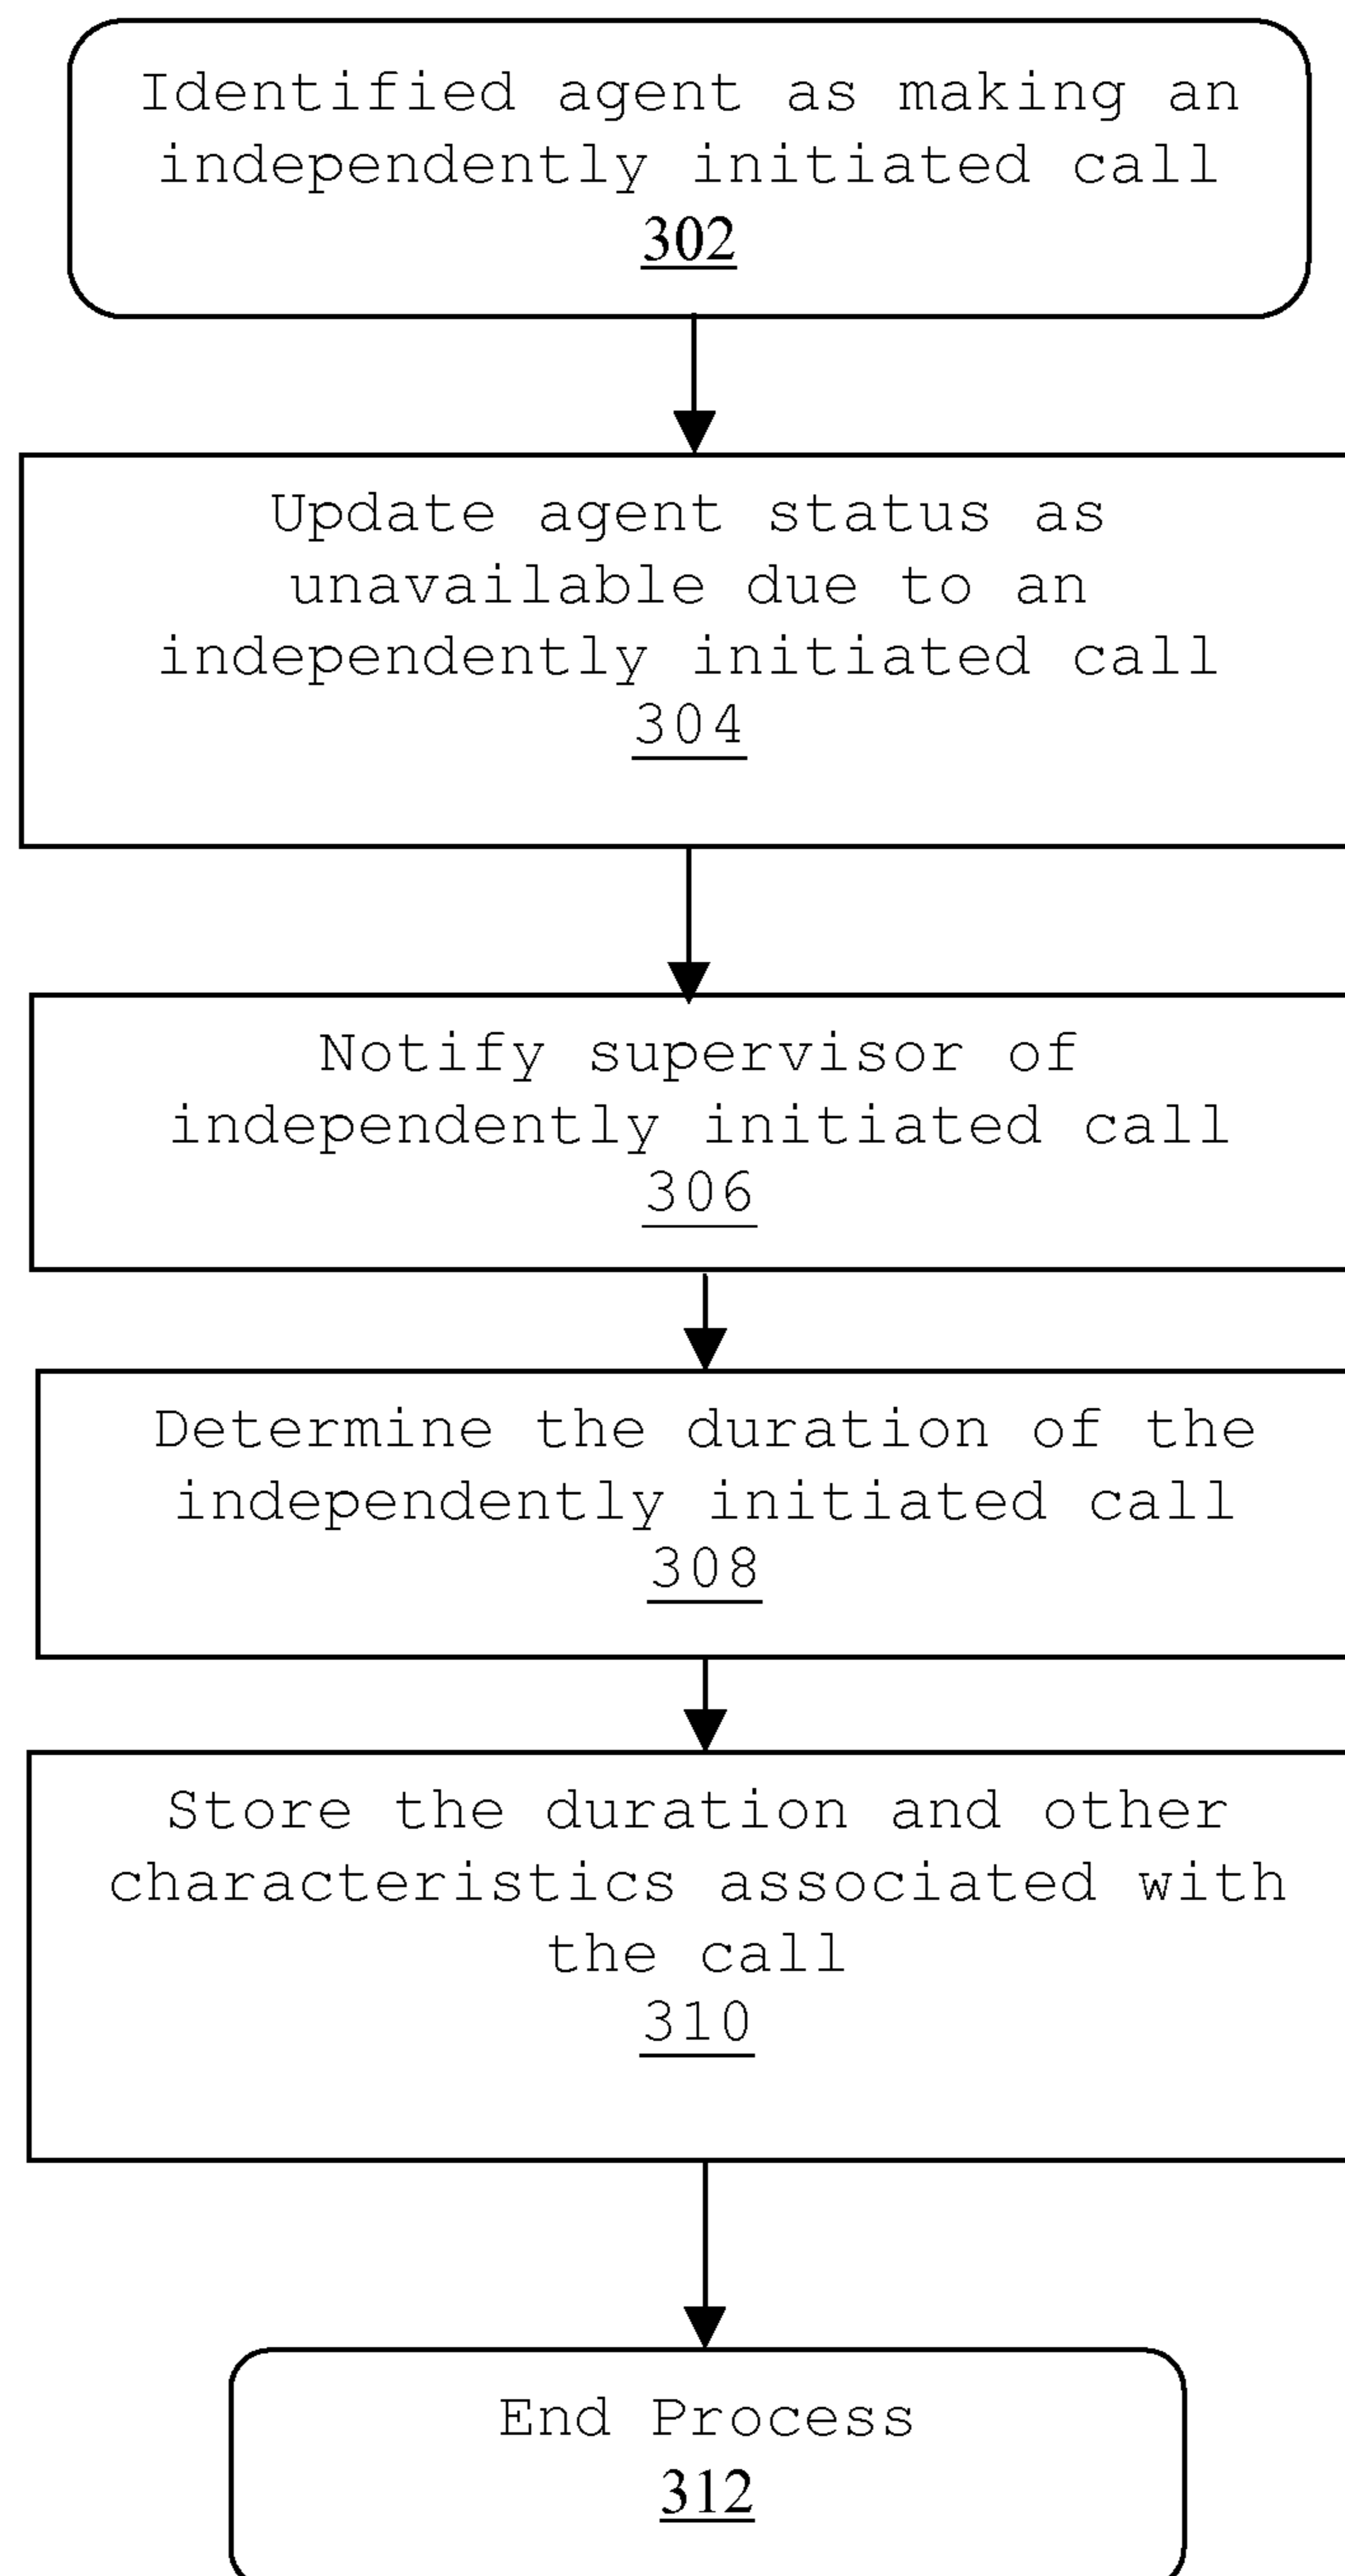 Identified agent as making an
independently initiated call
302
Update agent status as
unavailable due to an
independently initiated call
304
Notify supervisor of
independently initiated call
306
Determine the duration of the
independently initiated call
308
Store the duration and other
characteristics associated with
the call
310
End Process
312